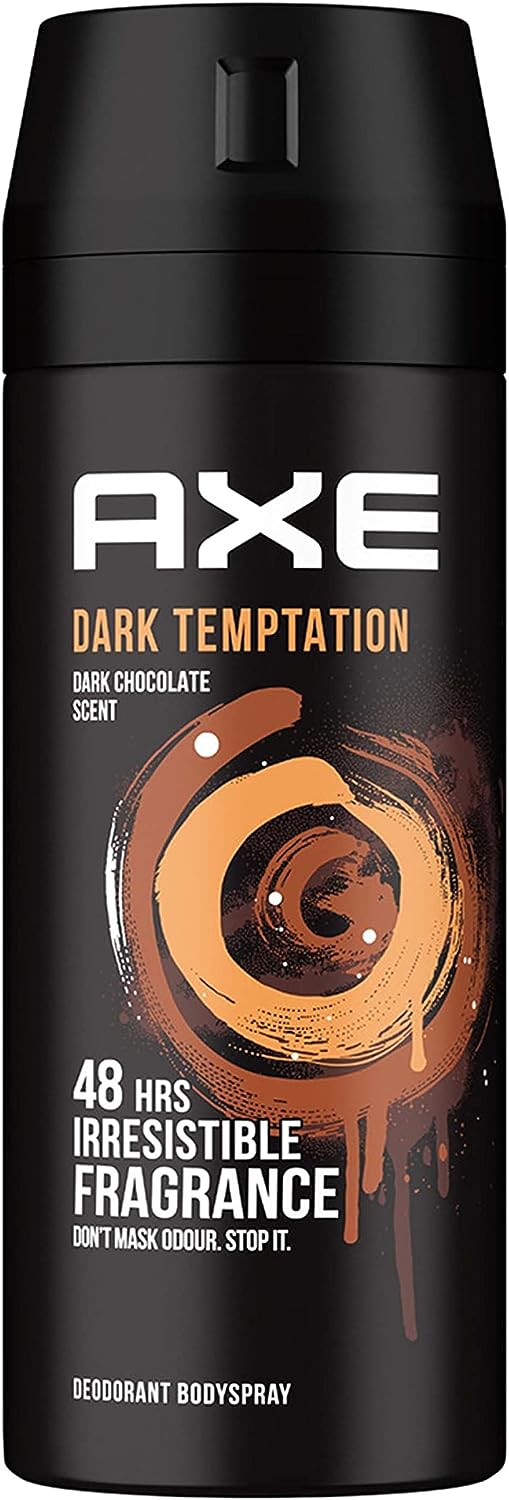 AXE
DARK TEMPTATION
DARK CHOCOLATE
SCENT
48 HRS
IRRESISTIBLE
FRAGRANCE
DON'T MASK ODOUR. STOP IT.
DEODORANT BODYSPRAY